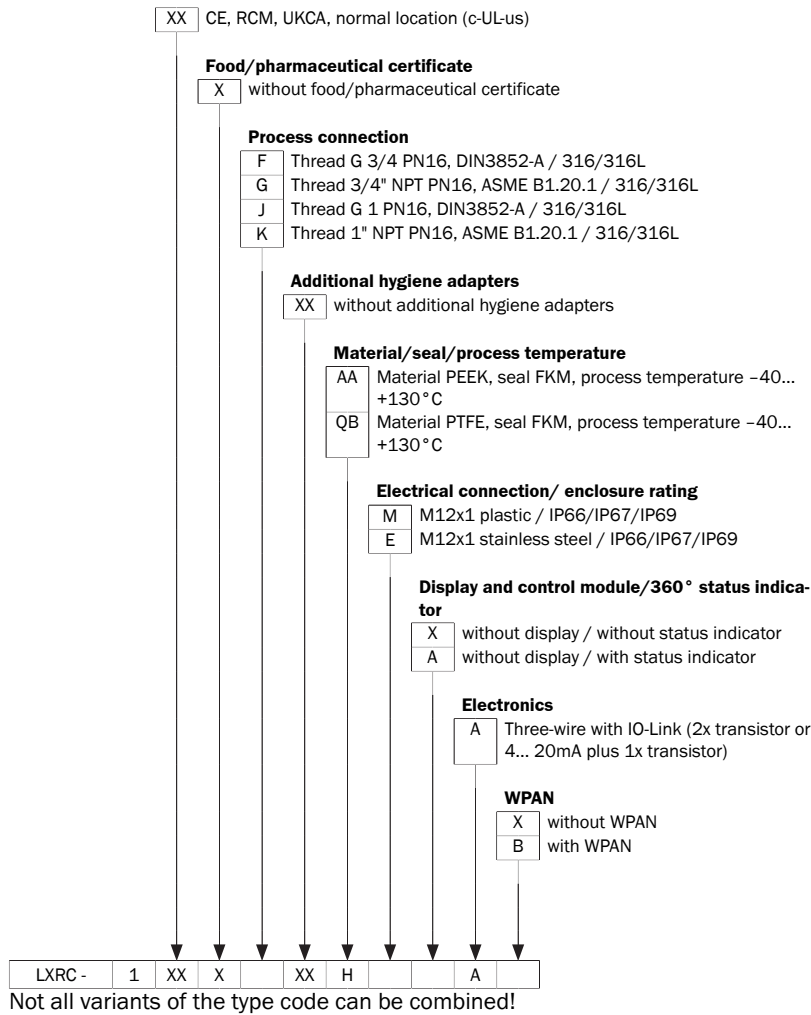 XX CE, RCM, UKCA, normal location (c-UL-us)
Food/pharmaceutical certificate
X without food/pharmaceutical certificate
Process connection
F Thread G 3/4 PN16, DIN3852-A / 316/316L
G Thread 3/4" NPT PN16, ASME B1.20.1 / 316/316L
J Thread G 1 PN16, DIN3852-A / 316/316L
K Thread 1" NPT PN16, ASME B1.20.1 / 316/316L
Additional hygiene adapters
XX without additional hygiene adapters
Material/seal/process temperature
AA Material PEEK, seal FKM, process temperature –40...
+130°C
QB Material PTFE, seal FKM, process temperature –40...
+130°C
Electrical connection/ enclosure rating
M M12x1 plastic / IP66/IP67/IP69
E M12x1 stainless steel / IP66/IP67/IP69
Display and control module/360° status indica-
tor
X without display / without status indicator
A without display / with status indicator
Electronics
A Three-wire with IO-Link (2x transistor or
4... 20mA plus 1x transistor)
WPAN
X without WPAN
B with WPAN
LXRC - 1 XX X XX H A
Not all variants of the type code can be combined!